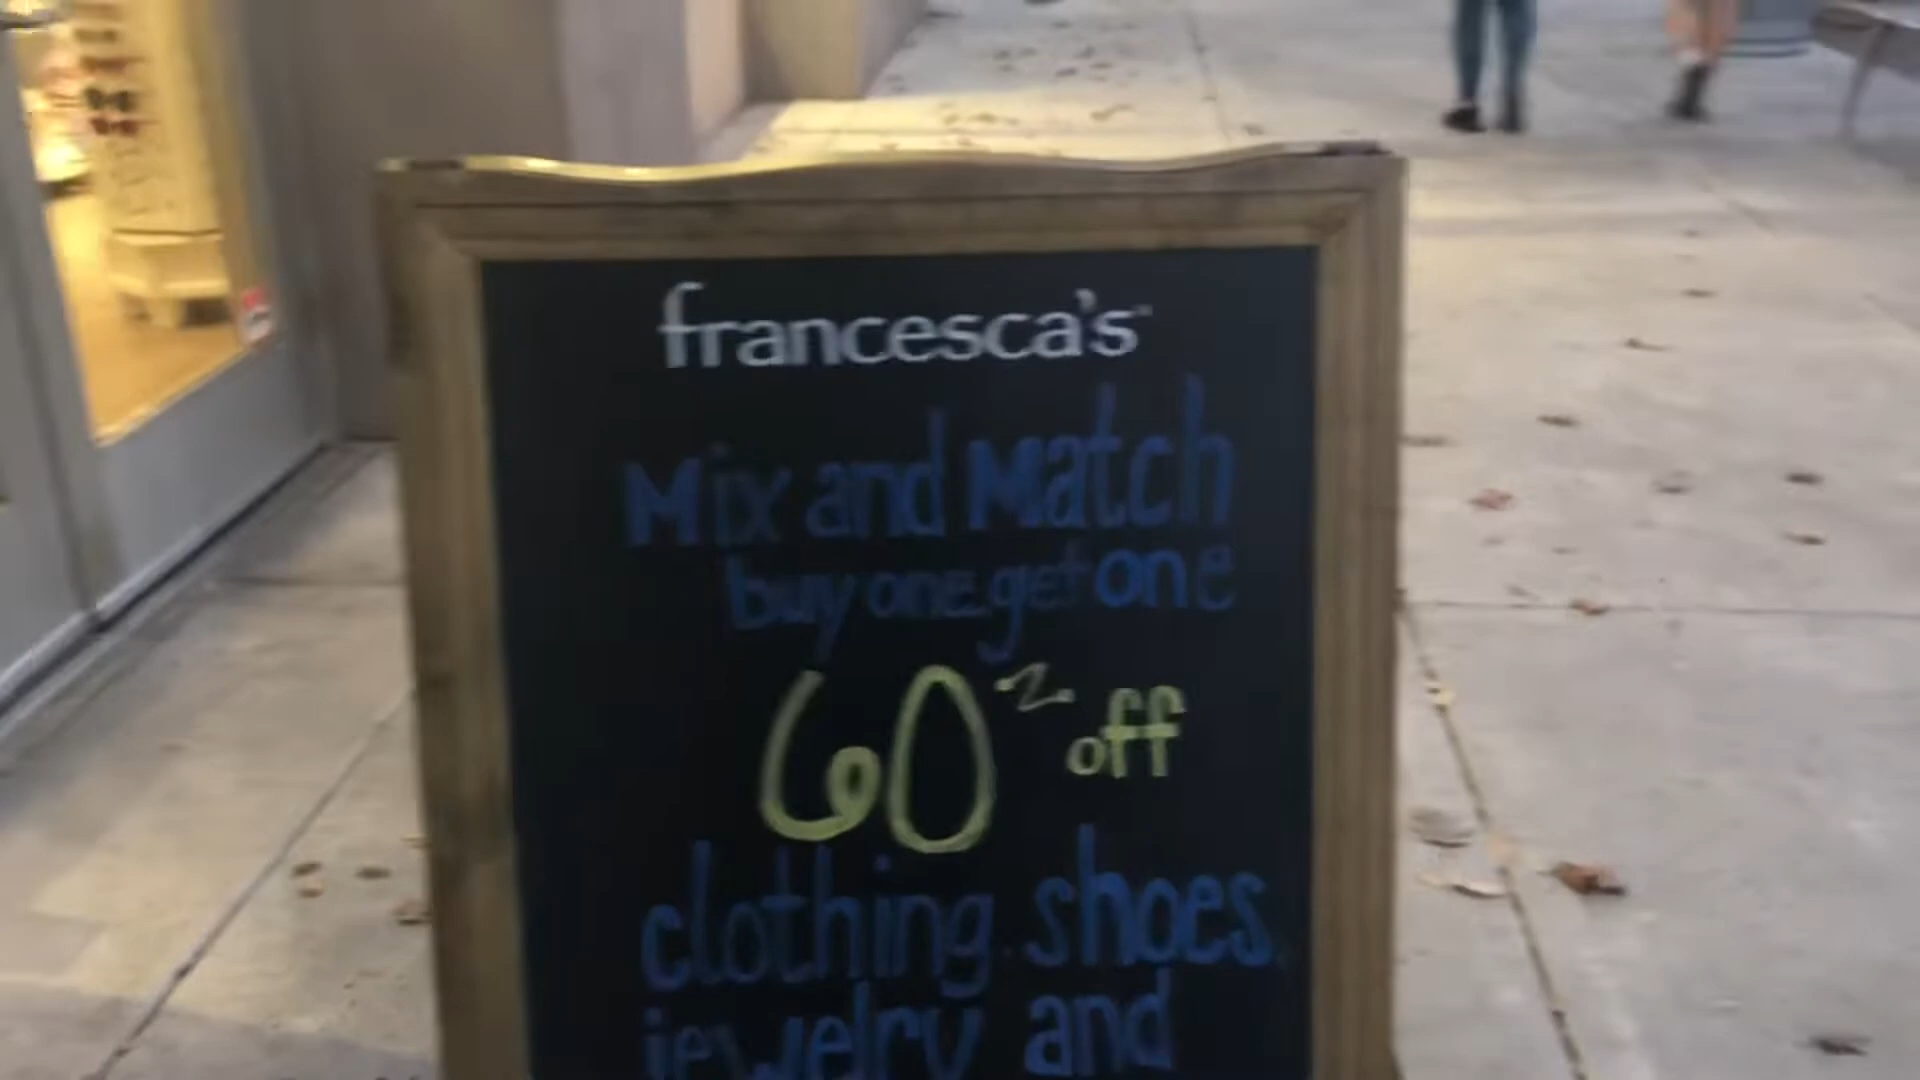 francesca's
Mix and Match
buy one get one
60% off
clothing. shoes.
jewelry and